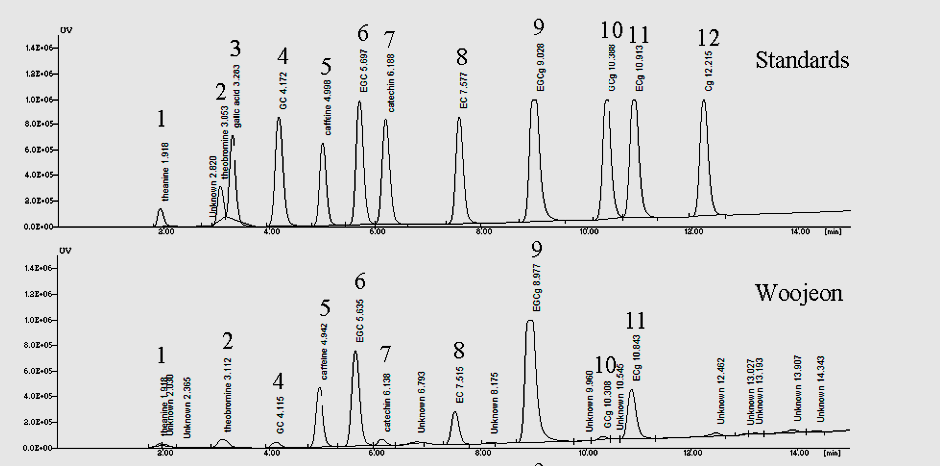 0V
1.4E+06
1.2E+06
1.0E+06
8.0E+05
6.0E+05
4.0E+05
2.0E+05
0.0E+00
1
2
3
4
5
6
7
8
9
10
11
12
Standards
theanine 1.918
Unknown 2.820
theobromine 3.053
galic acid 3.283
GC 4.172
caffeine 4.998
EGC 5.697
catechin 6.188
EC 7.577
EGCg 9.028
GCg 10.388
ECg 10.913
Cg 12.215
2.00
4.00
6.00
8.00
10.00
12.00
14.00
[min]
0V
1.4E+06
1.2E+06
1.0E+06
8.0E+05
6.0E+05
4.0E+05
2.0E+05
0.0E+00
1
2
4
5
6
7
8
9
10
11
Woojeon
theanine 1.918
Unknown 2.030
Unknown 2.365
theobromine 3.112
GC 4.115
caffeine 4.942
EGC 5.635
catechin 6.138
Unknown 6.793
EC 7.515
Unknown 8.175
EGCg 8.977
Unknown 9.960
GCg 10.308
Unknown 10.545
ECg 10.843
Unknown 12.462
Unknown 13.027
Unknown 13.193
Unknown 13.907
Unknown 14.343
2.00
4.00
6.00
8.00
10.00
12.00
14.00
[min]